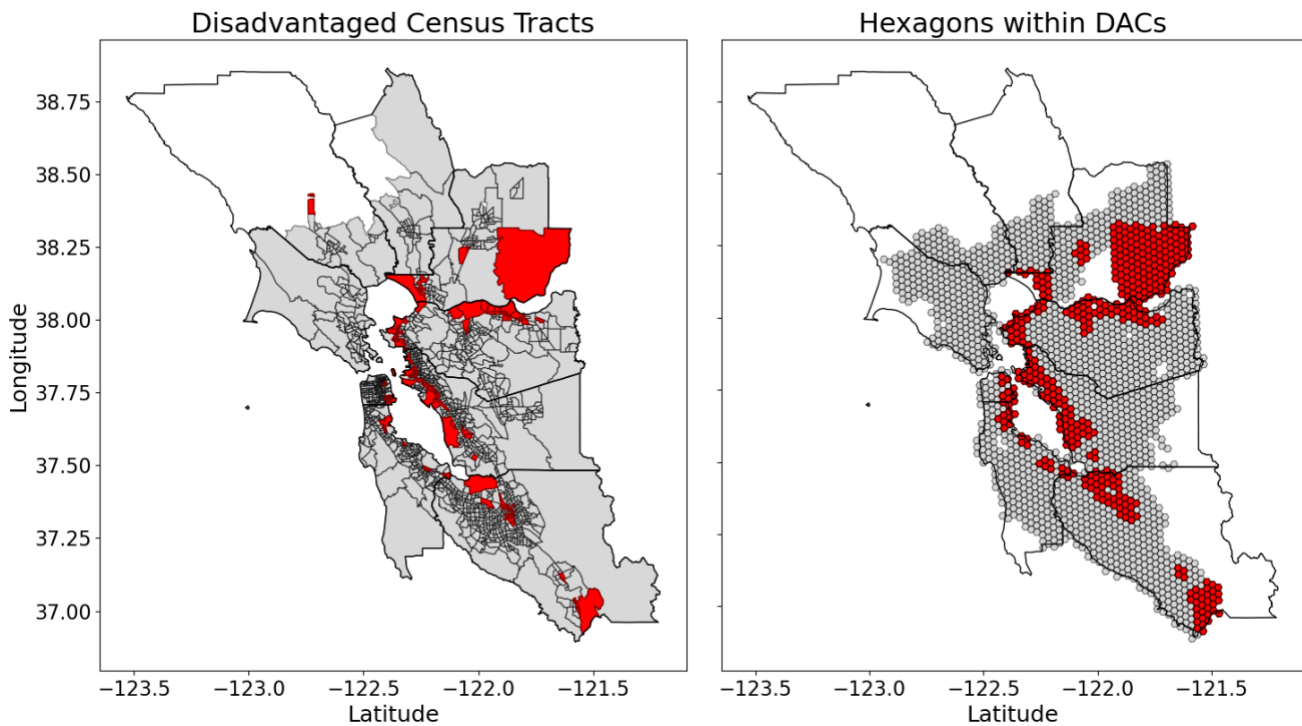 Disadvantaged Census Tracts
Hexagons within DACs
38.75
38.50
38.25
38.00
37.75
37.50
37.25
37.00
Longitude
−123.5 −123.0 −122.5 −122.0 −121.5
Latitude
−123.5 −123.0 −122.5 −122.0 −121.5
Latitude